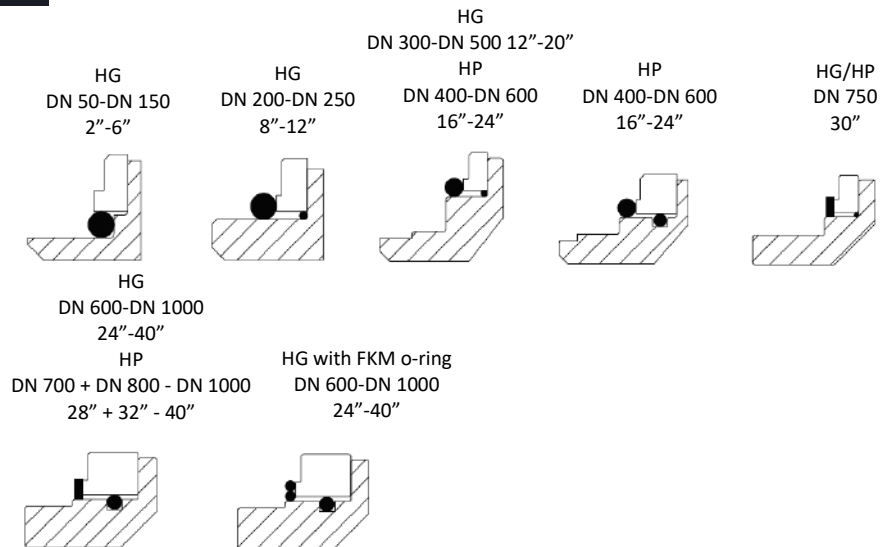 HG
DN 50-DN 150
2”-6”
HG
DN 200-DN 250
8”-12”
HG
DN 300-DN 500 12”-20”
HP
DN 400-DN 600
16”-24”
HP
DN 400-DN 600
16”-24”
HG/HP
DN 750
30”
HG
DN 600-DN 1000
24”-40”
HP
DN 700 + DN 800 - DN 1000
28” + 32” - 40”
HG with FKM o-ring
DN 600-DN 1000
24”-40”